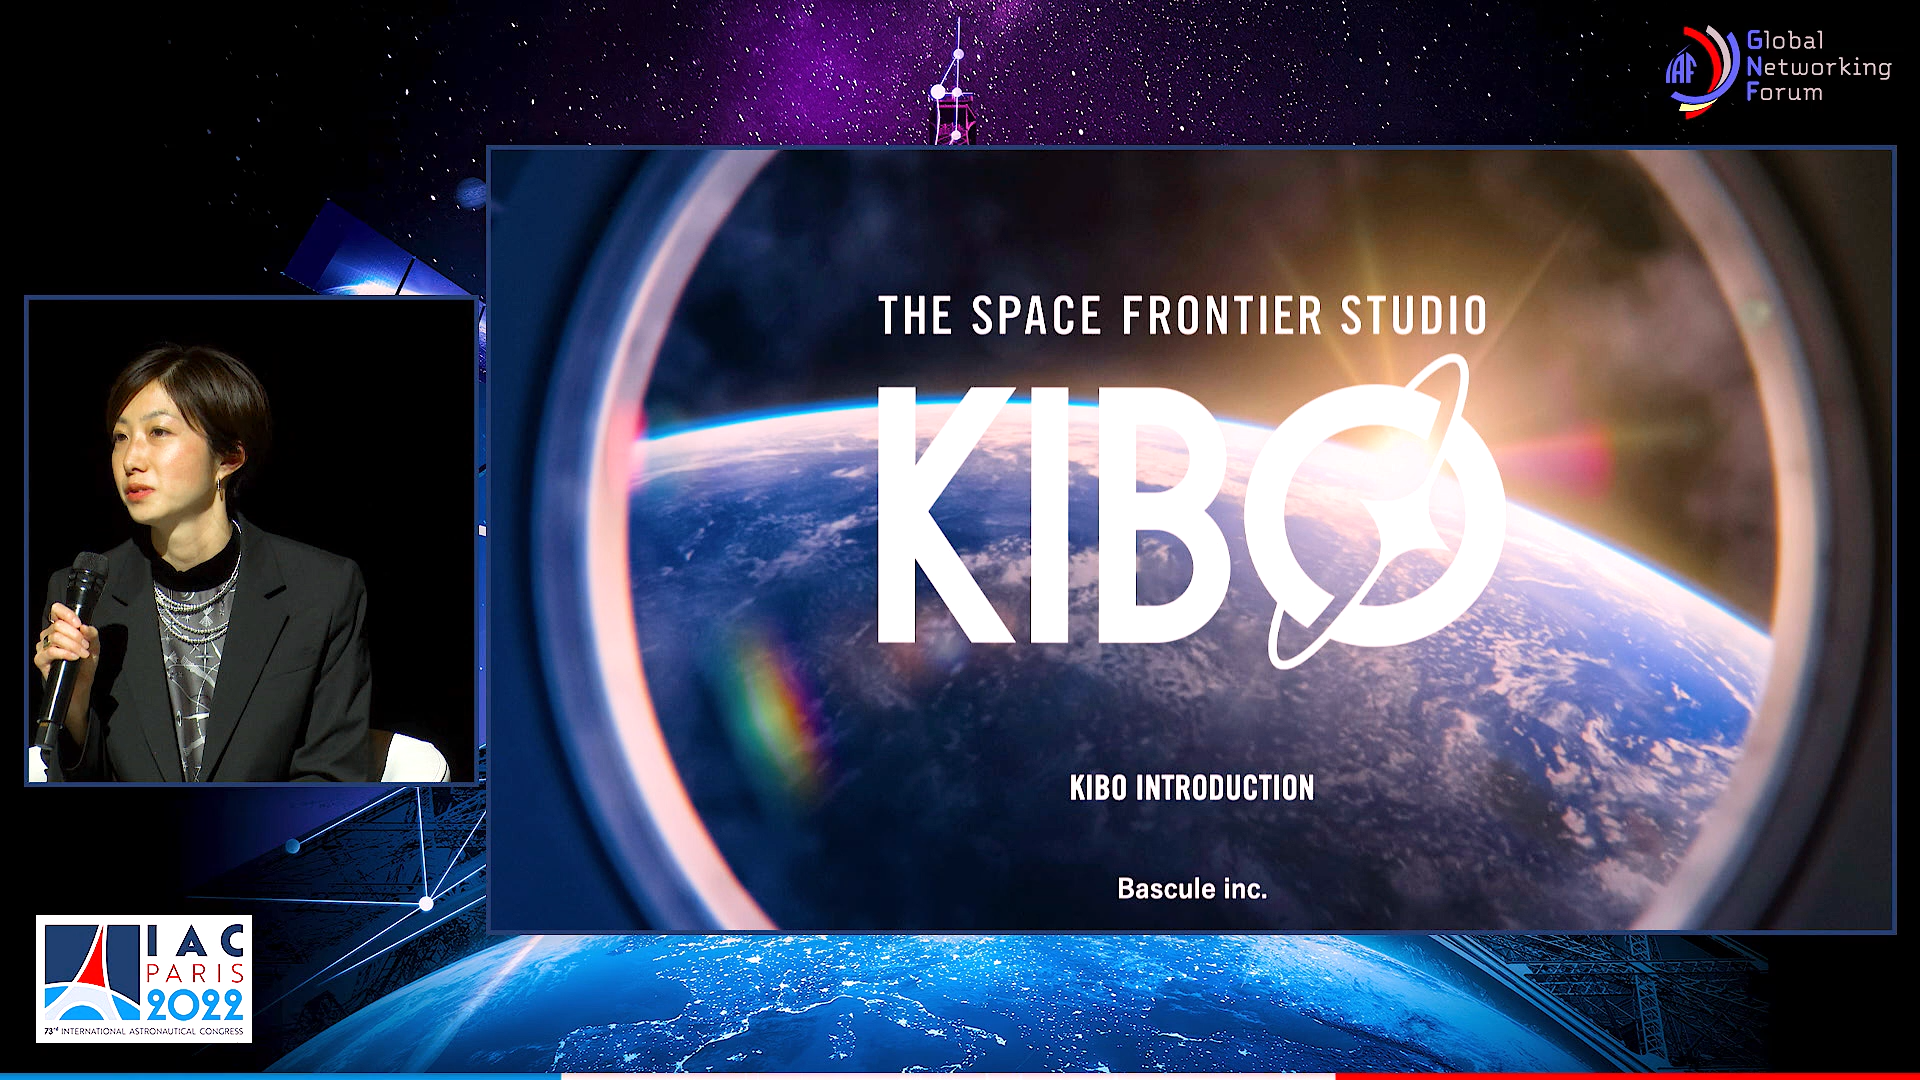 Global
Networking
Forum
IAF
THE SPACE FRONTIER STUDIO
KIBO
KIBO INTRODUCTION
Bascule inc.
IAC
PARIS
2022
73rd INTERNATIONAL ASTRONAUTICAL CONGRESS